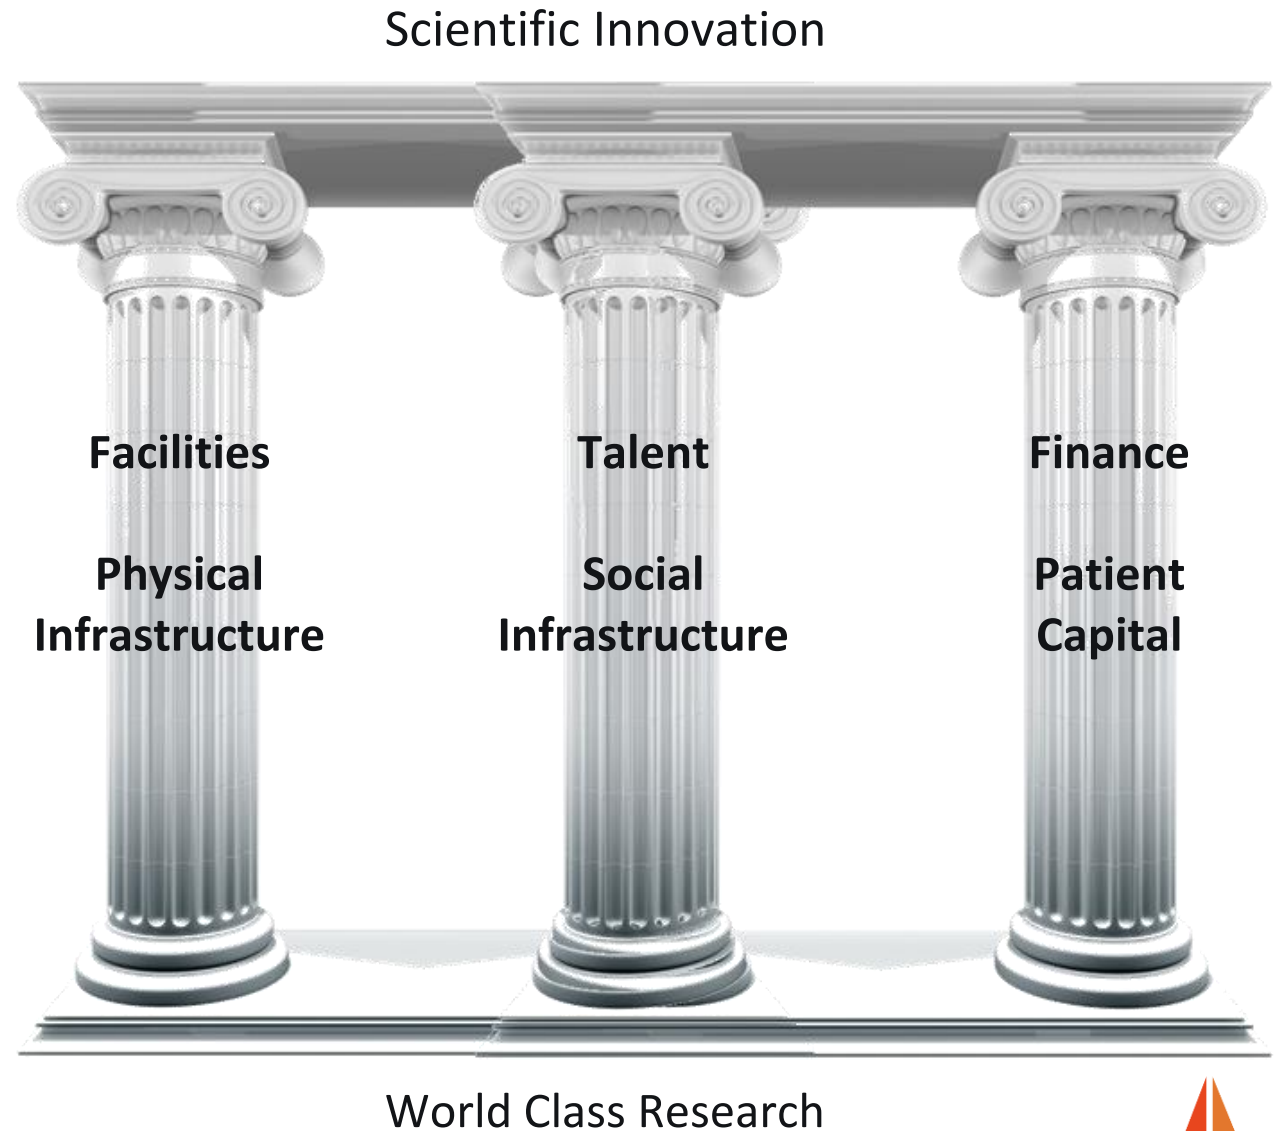 Scientific Innovation
Facilities
Physical
Infrastructure
Talent
Social
Infrastructure
Finance
Patient
Capital
World Class Research